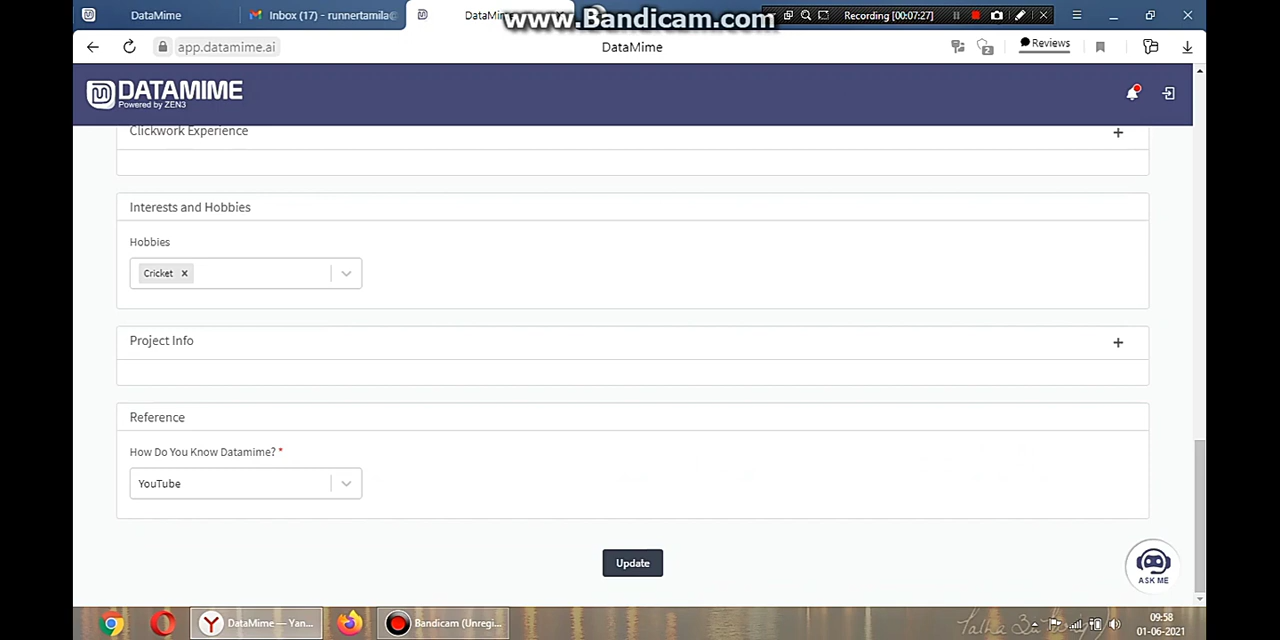 DataMime
Inbox (17) - runnertamila
www.Bandicam.com
Recording [00:07:27]
app.datamime.ai
DataMime
2
Reviews
DATAMIME
Powered by ZEN3
Clickwork Experience
+
Interests and Hobbies
Hobbies
Cricket ×
Project Info
+
Reference
How Do You Know Datamime? *
YouTube
Update
ASK ME
DataMime — Yan...
Bandicam (Unregi...
09:58
01-06-2021